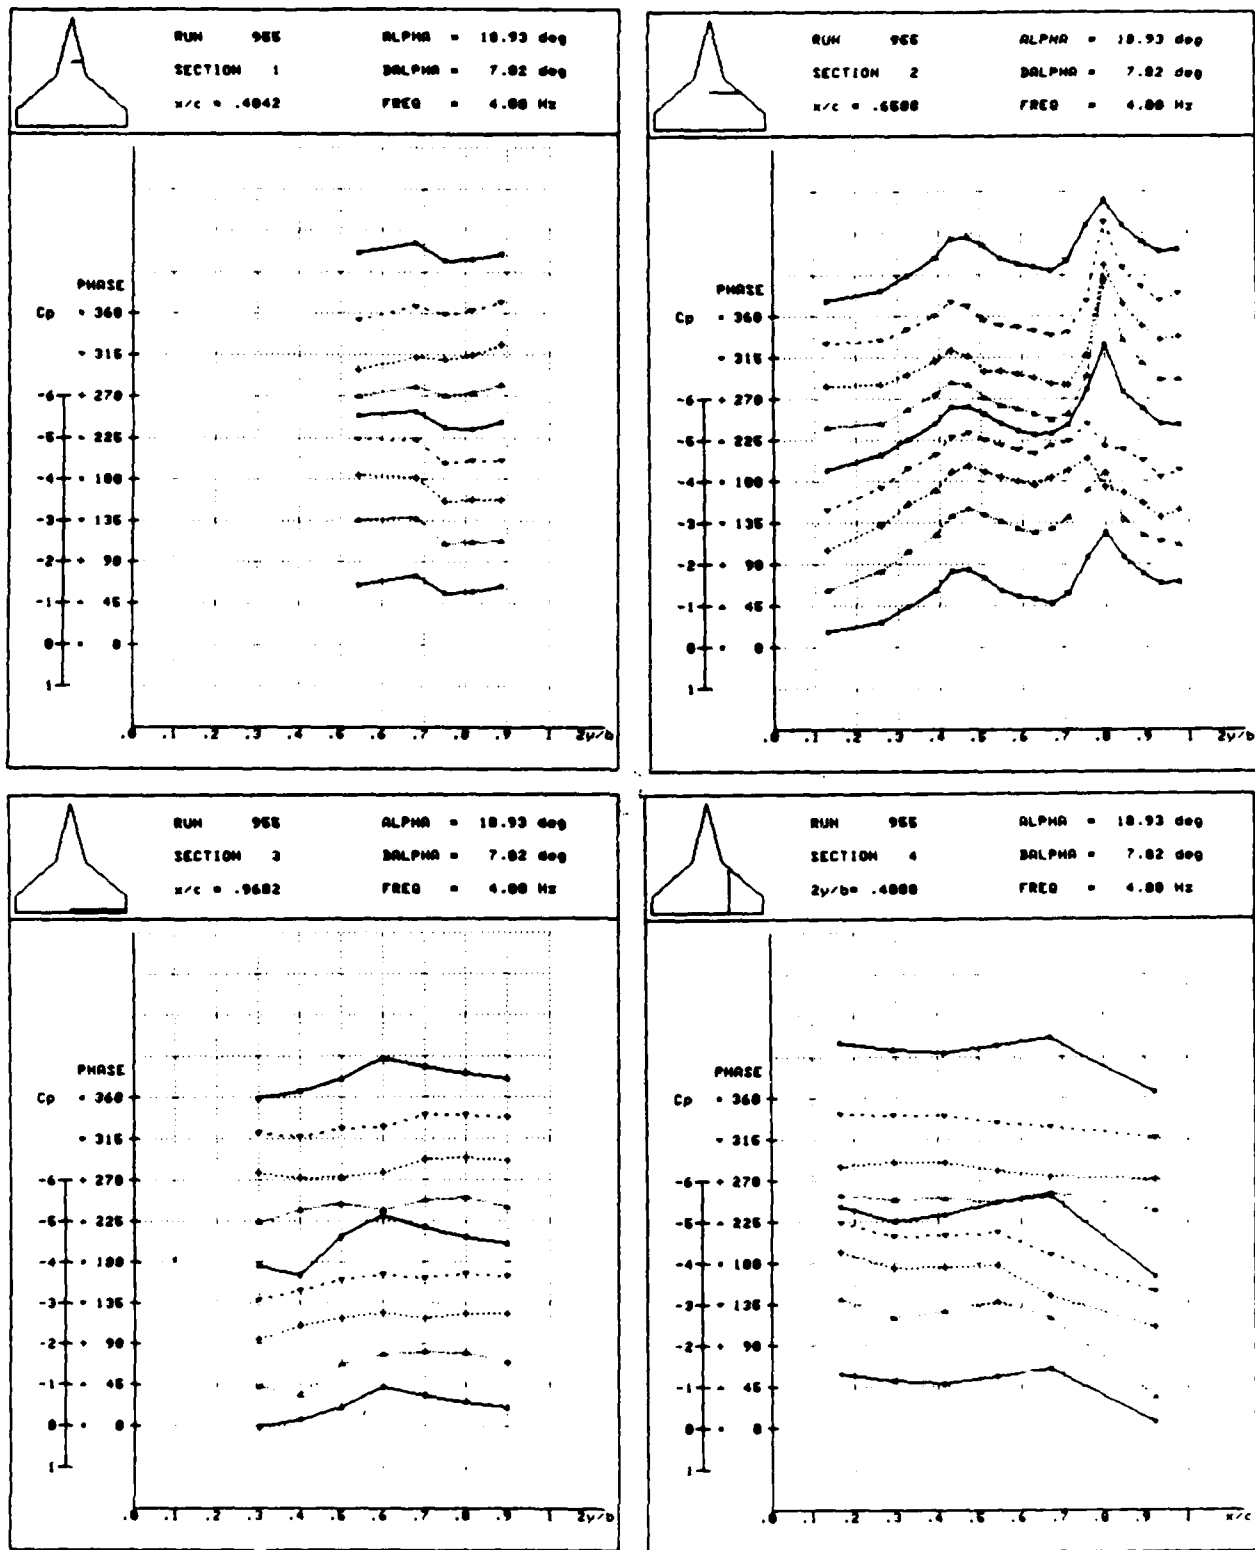 RUN 955 ALPHA = 18.93 deg
SECTION 1 DALPHA = 7.02 deg
x/c = .4042 FREQ = 4.00 Hz
PHASE
Cp 360
315
-6 270
-5 225
-4 180
-3 135
-2 90
-1 45
0 0
1
.0 .1 .2 .3 .4 .5 .6 .7 .8 .9 1 2y/b
RUN 955 ALPHA = 18.93 deg
SECTION 2 DALPHA = 7.02 deg
x/c = FREQ = 4.00 Hz
PHASE
Cp 360
315
-6 270
-5 225
-4 180
-3 135
-2 90
-1 45
0 0
1
.0 .1 .2 .3 .4 .5 .6 .7 .8 .9 1 2y/b
RUN 955 ALPHA = 18.93 deg
SECTION 3 DALPHA = 7.02 deg
x/c = .9602 FREQ = 4.00 Hz
PHASE
Cp 360
315
-6 270
-5 225
-4 180
-3 135
-2 90
-1 45
0 0
1
.0 .1 .2 .3 .4 .5 .6 .7 .8 .9 1 2y/b
RUN 955 ALPHA = 18.93 deg
SECTION 4 DALPHA = 7.02 deg
2y/b= .4000 FREQ = 4.00 Hz
PHASE
Cp 360
315
-6 270
-5 225
-4 180
-3 135
-2 90
-1 45
0 0
1
.0 .1 .2 .3 .4 .5 .6 .7 .8 .9 1 x/c